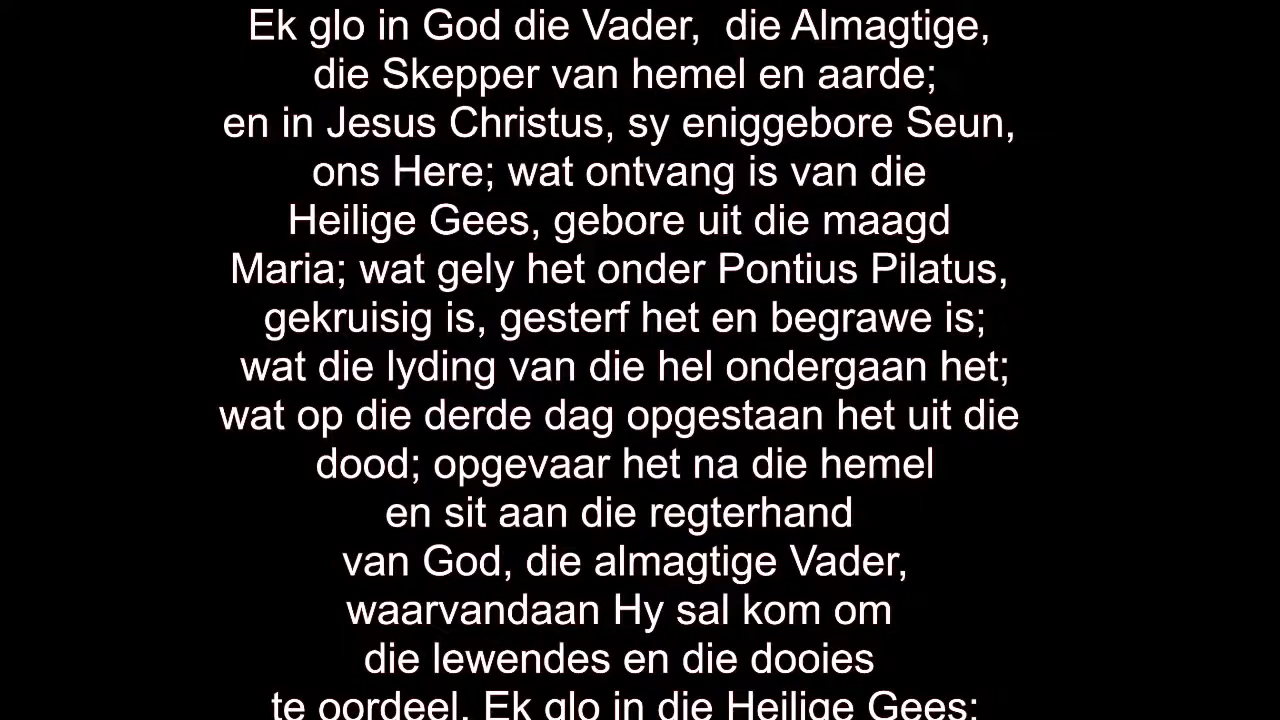 Ek glo in God die Vader,  die Almagtige,
die Skepper van hemel en aarde;
en in Jesus Christus, sy eniggebore Seun,
ons Here; wat ontvang is van die
Heilige Gees, gebore uit die maagd
Maria; wat gely het onder Pontius Pilatus,
gekruisig is, gesterf het en begrawe is;
wat die lyding van die hel ondergaan het;
wat op die derde dag opgestaan het uit die
dood; opgevaar het na die hemel
en sit aan die regterhand
van God, die almagtige Vader,
waarvandaan Hy sal kom om
die lewendes en die dooies
te oordeel. Ek glo in die Heilige Gees;